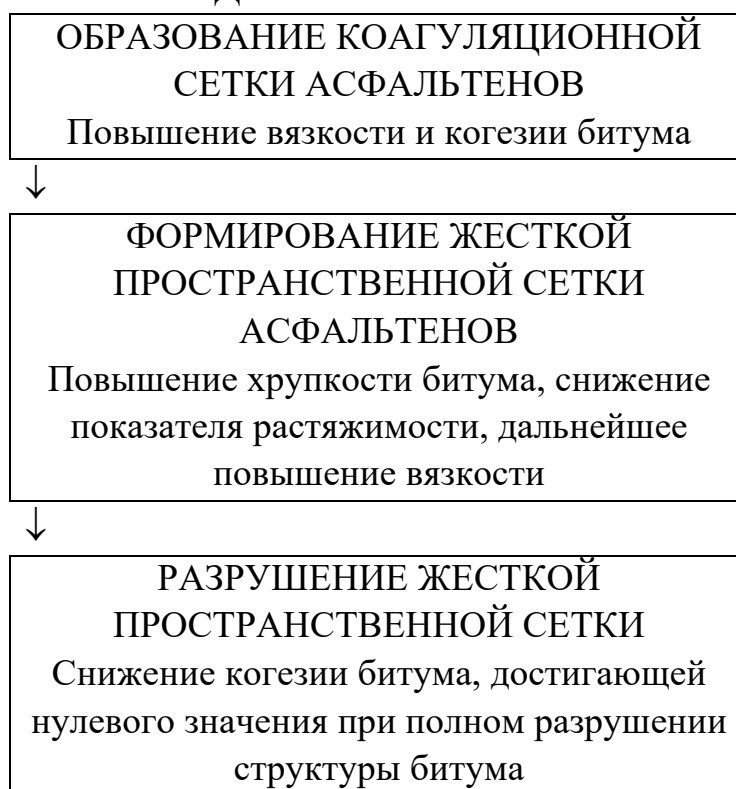 ОБРАЗОВАНИЕ КОАГУЛЯЦИОННОЙ
СЕТКИ АСФАЛЬТЕНОВ
Повышение вязкости и когезии битума
↓
ФОРМИРОВАНИЕ ЖЕСТКОЙ
ПРОСТРАНСТВЕННОЙ СЕТКИ
АСФАЛЬТЕНОВ
Повышение хрупкости битума, снижение
показателя растяжимости, дальнейшее
повышение вязкости
↓
РАЗРУШЕНИЕ ЖЕСТКОЙ
ПРОСТРАНСТВЕННОЙ СЕТКИ
Снижение когезии битума, достигающей
нулевого значения при полном разрушении
структуры битума